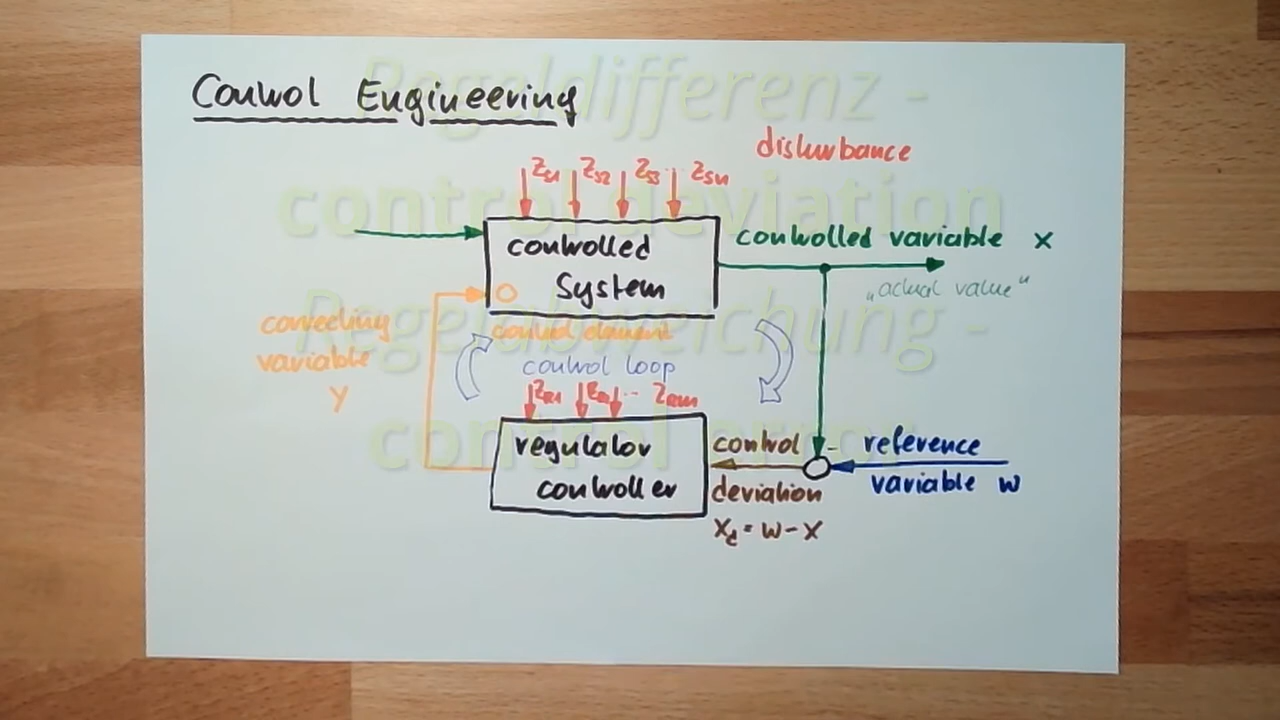 Control Engineering
Regeldifferenz -
control deviation
Regelabweichung -
control error
disturbance
Zs1 Zs2 Zs3 ... Zsn
controlled
System
controlled variable x
„actual value“
correcting
variable
y
control element
control loop
ZR1 ZR2 ... ZRm
regulator
controller
control
deviation
xd = w - x
-
reference
variable w